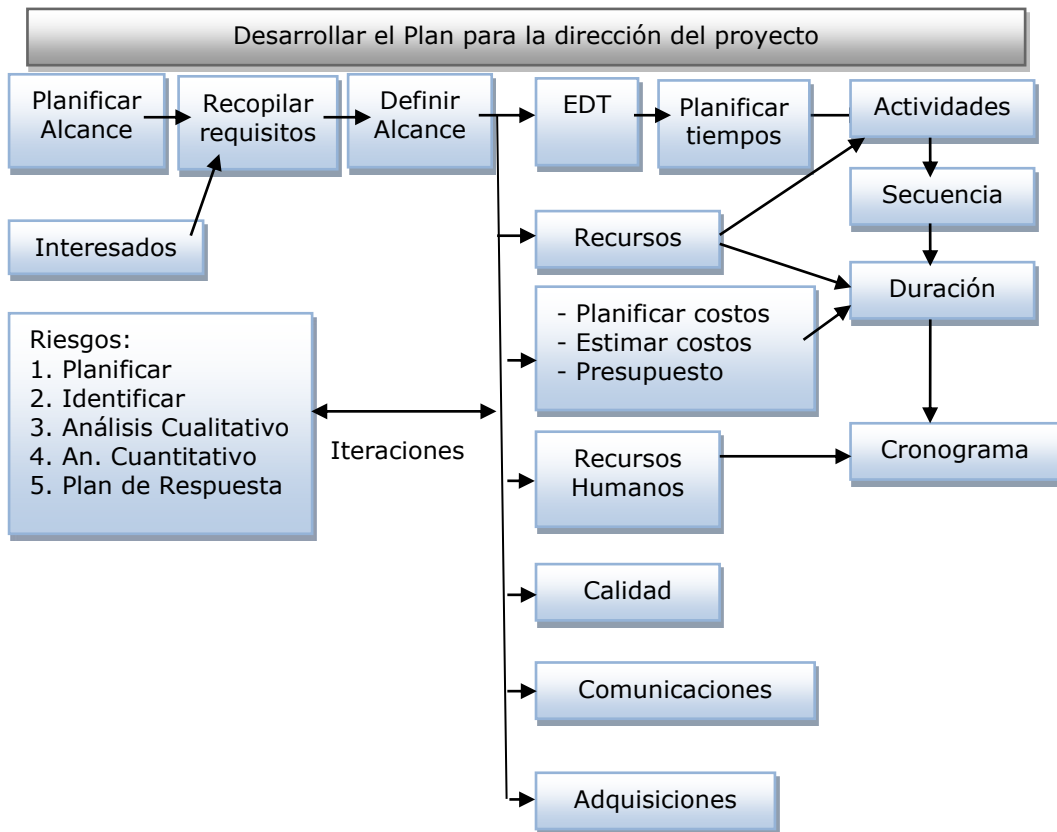 Desarrollar el Plan para la dirección del proyecto
Planificar
Alcance
Recopilar
requisitos
Definir
Alcance
EDT
Planificar
tiempos
Actividades
Secuencia
Interesados
Recursos
Duración
- Planificar costos
- Estimar costos
- Presupuesto
Riesgos:
1. Planificar
2. Identificar
3. Análisis Cualitativo
4. An. Cuantitativo
5. Plan de Respuesta
Iteraciones
Recursos
Humanos
Cronograma
Calidad
Comunicaciones
Adquisiciones